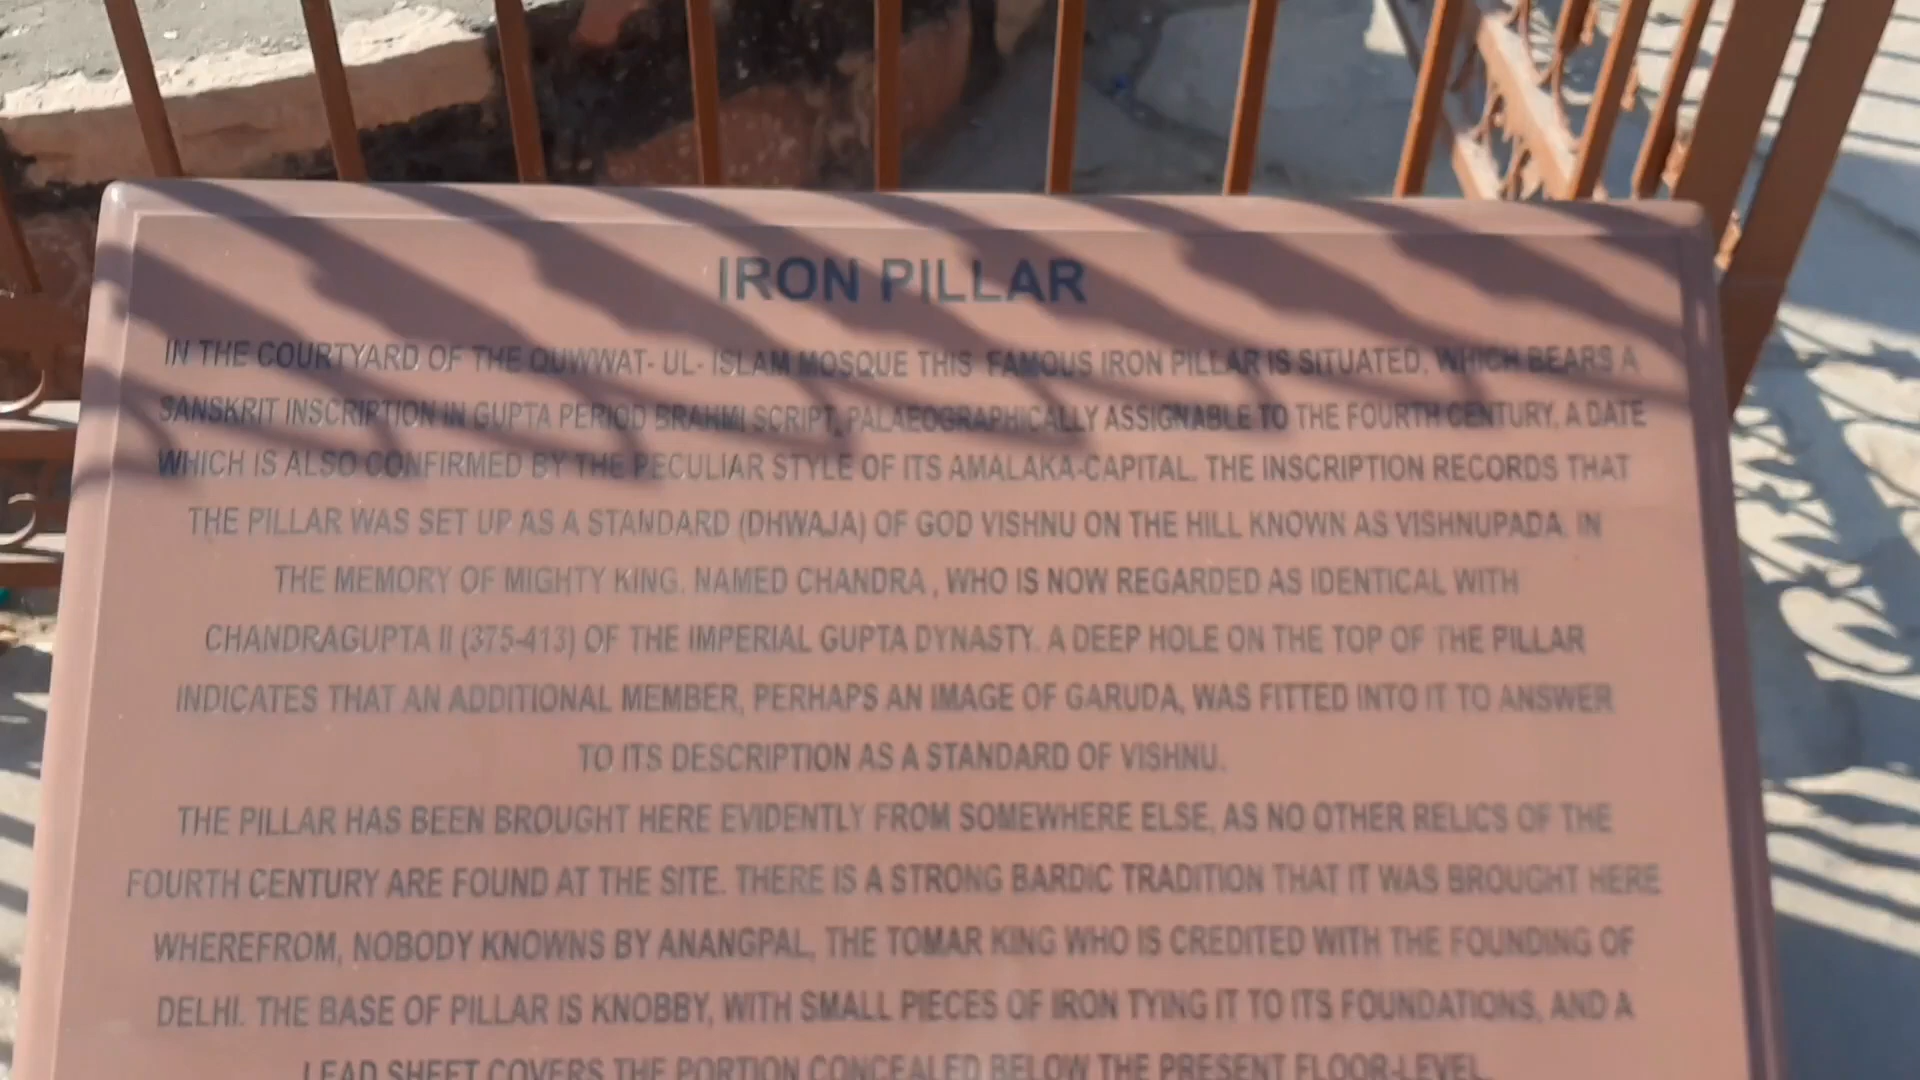 IRON PILLAR
IN THE COURTYARD OF THE QUWWAT- UL- ISLAM MOSQUE THIS FAMOUS IRON PILLAR IS SITUATED, WHICH BEARS A
SANSKRIT INSCRIPTION IN GUPTA PERIOD BRAHMI SCRIPT, PALAEOGRAPHICALLY ASSIGNABLE TO THE FOURTH CENTURY, A DATE
WHICH IS ALSO CONFIRMED BY THE PECULIAR STYLE OF ITS AMALAKA-CAPITAL. THE INSCRIPTION RECORDS THAT
THE PILLAR WAS SET UP AS A STANDARD (DHWAJA) OF GOD VISHNU ON THE HILL KNOWN AS VISHNUPADA, IN
THE MEMORY OF MIGHTY KING, NAMED CHANDRA , WHO IS NOW REGARDED AS IDENTICAL WITH
CHANDRAGUPTA II (375-413) OF THE IMPERIAL GUPTA DYNASTY. A DEEP HOLE ON THE TOP OF THE PILLAR
INDICATES THAT AN ADDITIONAL MEMBER, PERHAPS AN IMAGE OF GARUDA, WAS FITTED INTO IT TO ANSWER
TO ITS DESCRIPTION AS A STANDARD OF VISHNU.
THE PILLAR HAS BEEN BROUGHT HERE EVIDENTLY FROM SOMEWHERE ELSE, AS NO OTHER RELICS OF THE
FOURTH CENTURY ARE FOUND AT THE SITE. THERE IS A STRONG BARDIC TRADITION THAT IT WAS BROUGHT HERE
WHEREFROM, NOBODY KNOWNS BY ANANGPAL, THE TOMAR KING WHO IS CREDITED WITH THE FOUNDING OF
DELHI. THE BASE OF PILLAR IS KNOBBY, WITH SMALL PIECES OF IRON TYING IT TO ITS FOUNDATIONS, AND A
LEAD SHEET COVERS THE PORTION CONCEALED BELOW THE PRESENT FLOOR-LEVEL.